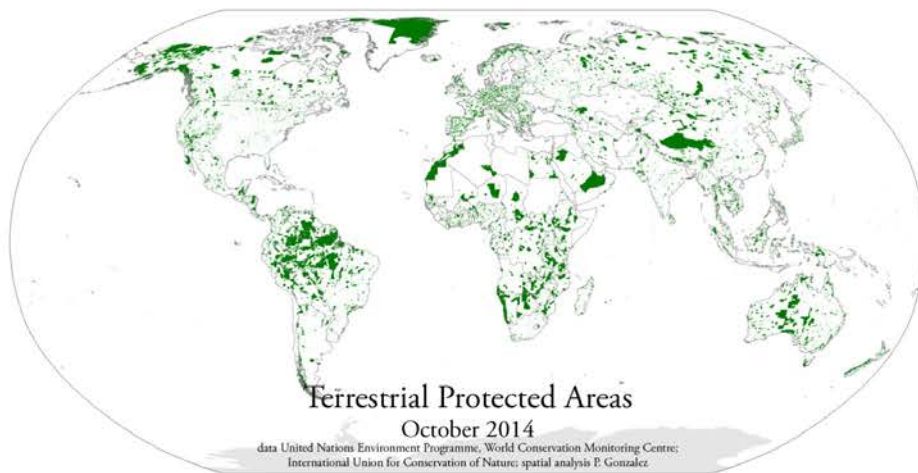 Terrestrial Protected Areas
October 2014
data United Nations Environment Programme, World Conservation Monitoring Centre;
International Union for Conservation of Nature; spatial analysis P. Gonzalez